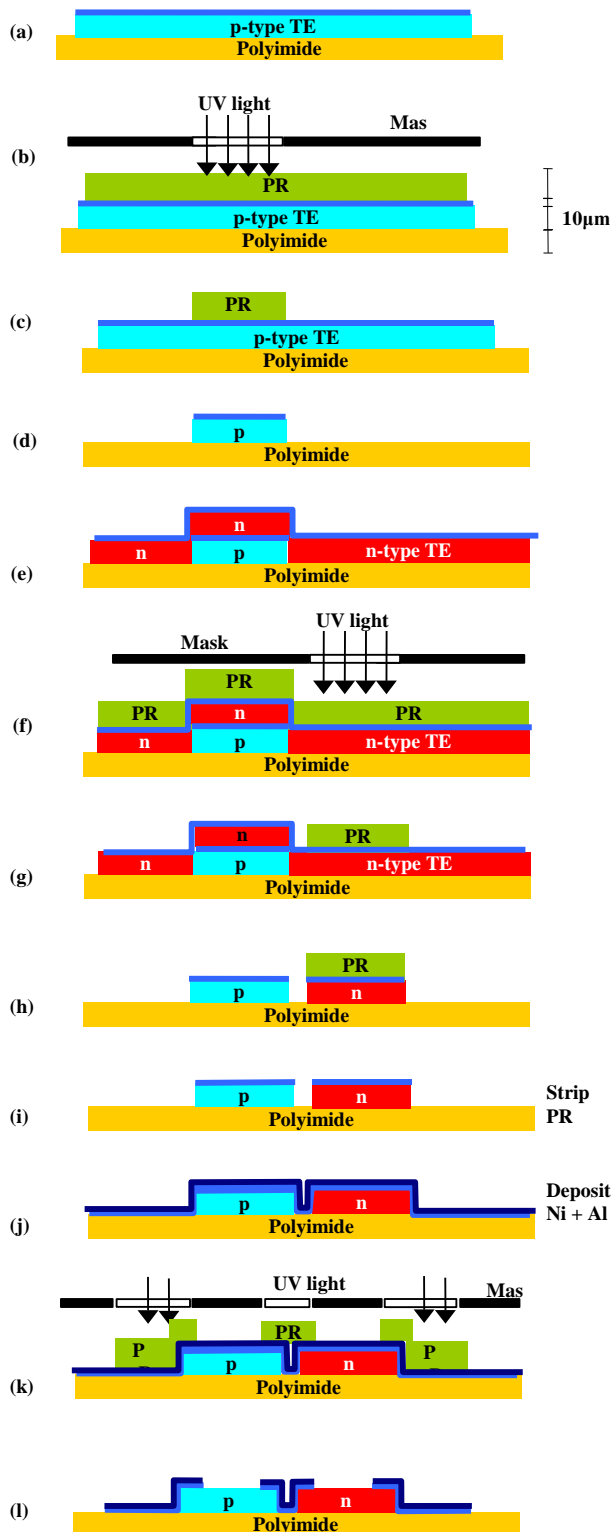 (a)
p-type TE
Polyimide
UV light
Mas
(b)
PR
10µm
p-type TE
Polyimide
(c)
PR
p-type TE
Polyimide
(d)
p
Polyimide
(e)
n
n n-type TE
p
Polyimide
UV light
Mask
PR
(f)
PR n PR
n p n-type TE
Polyimide
n PR
(g)
n p n-type TE
Polyimide
PR
(h)
p n
Polyimide
(i)
p n
Polyimide
Strip
PR
(j)
p n
Polyimide
Deposit
Ni + Al
UV light
Mas
PR
P P
(k)
p n
Polyimide
(l)
p n
Polyimide